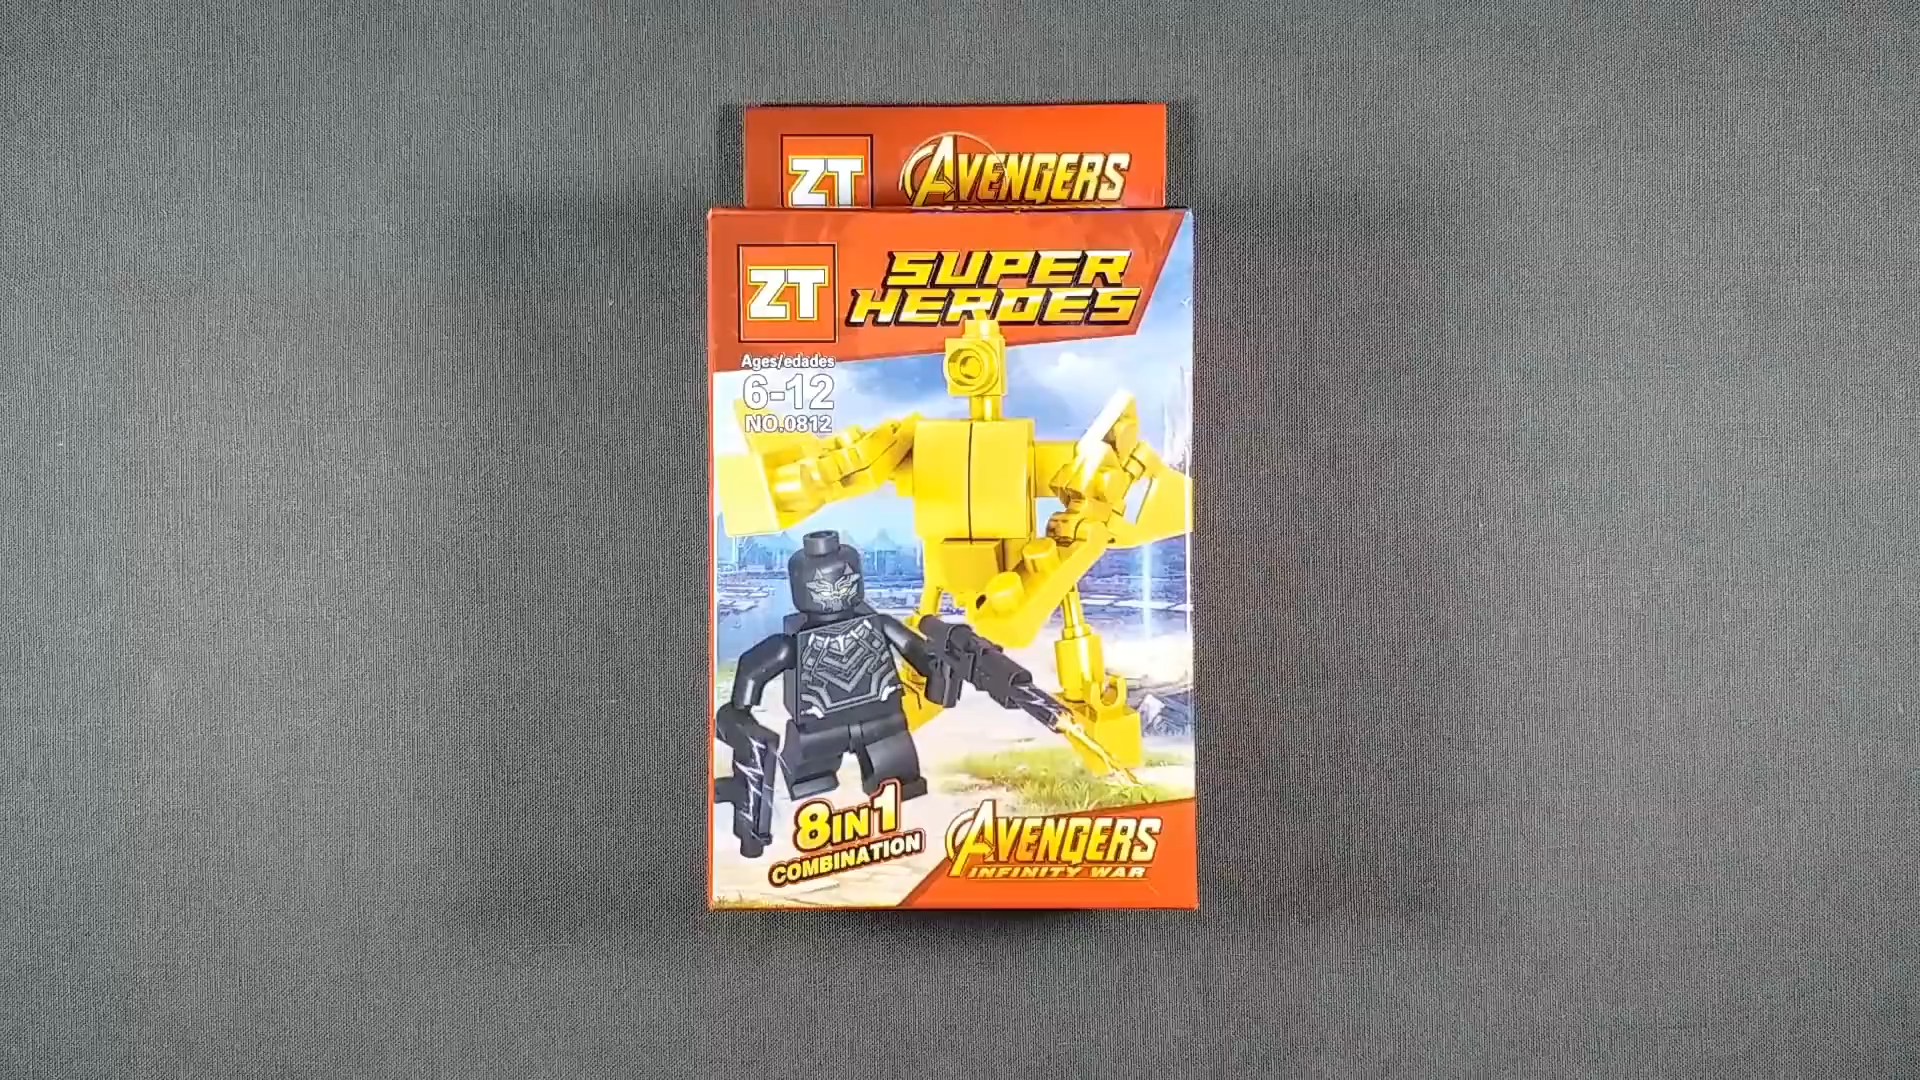 ZT
AVENGERS
ZT
SUPER
HEROES
Ages/edades
6-12
NO.0812
8IN1
COMBINATION
AVENGERS
INFINITY WAR